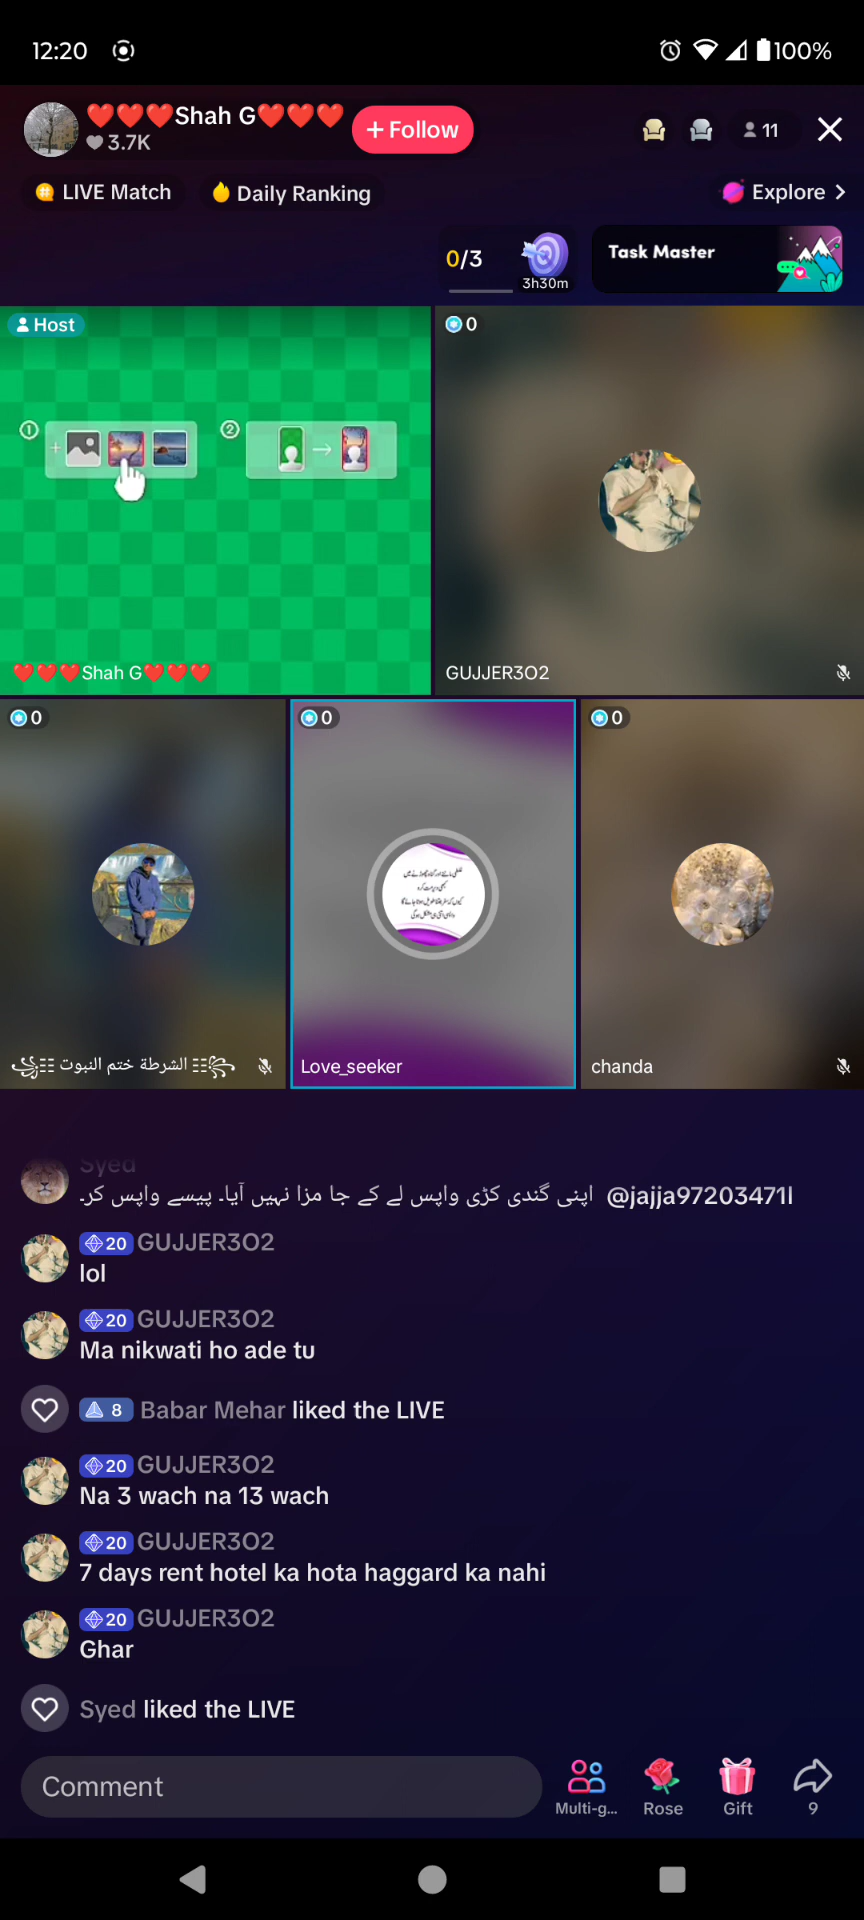 12:20
100%
❤️❤️❤️Shah G❤️❤️❤️
3.7K
+ Follow
11
LIVE Match
Daily Ranking
Explore
0/3
3h30m
Task Master
Host
0
1
2
❤️❤️❤️Shah G❤️❤️❤️
GUJJER3O2
0
0
0
الشرطة ختم النبوت
Love_seeker
chanda
Syed
@jajja97203471l اپنی گندی کڑی واپس لے کے جا مزا نہیں آیا۔ پیسے واپس کر۔
20 GUJJER3O2
lol
20 GUJJER3O2
Ma nikwati ho ade tu
8 Babar Mehar liked the LIVE
20 GUJJER3O2
Na 3 wach na 13 wach
20 GUJJER3O2
7 days rent hotel ka hota haggard ka nahi
20 GUJJER3O2
Ghar
Syed liked the LIVE
Comment
Multi-g...
Rose
Gift
9